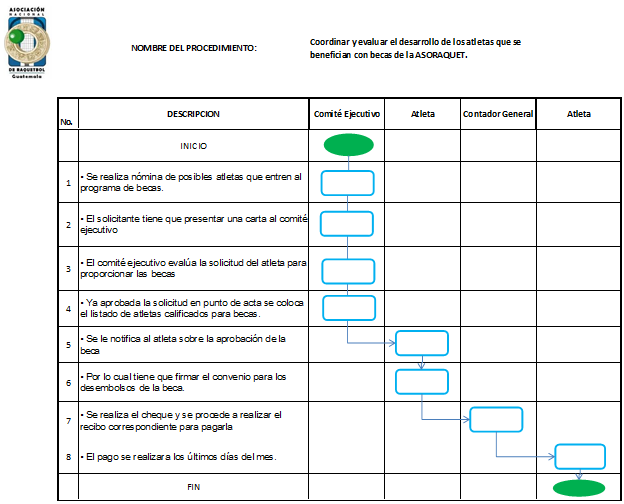 ASOCIACIÓN
NACIONAL
DE RAQUETBOL
Guatemala
NOMBRE DEL PROCEDIMIENTO:
Coordinar y evaluar el desarrollo de los atletas que se
benefician con becas de la ASORAQUET.
No. DESCRIPCION Comité Ejecutivo Atleta Contador General Atleta
INICIO
1 • Se realiza nómina de posibles atletas que entren al
programa de becas.
2 • El solicitante tiene que presentar una carta al comité
ejecutivo
3 • El comité ejecutivo evalúa la solicitud del atleta para
proporcionar las becas
4 • Ya aprobada la solicitud en punto de acta se coloca
el listado de atletas calificados para becas.
5 • Se le notifica al atleta sobre la aprobación de la
beca
6 • Por lo cual tiene que firmar el convenio para los
desembolsos de la beca.
7 • Se realiza el cheque y se procede a realizar el
recibo correspondiente para pagarla
8 • El pago se realizara los últimos días del mes.
FIN